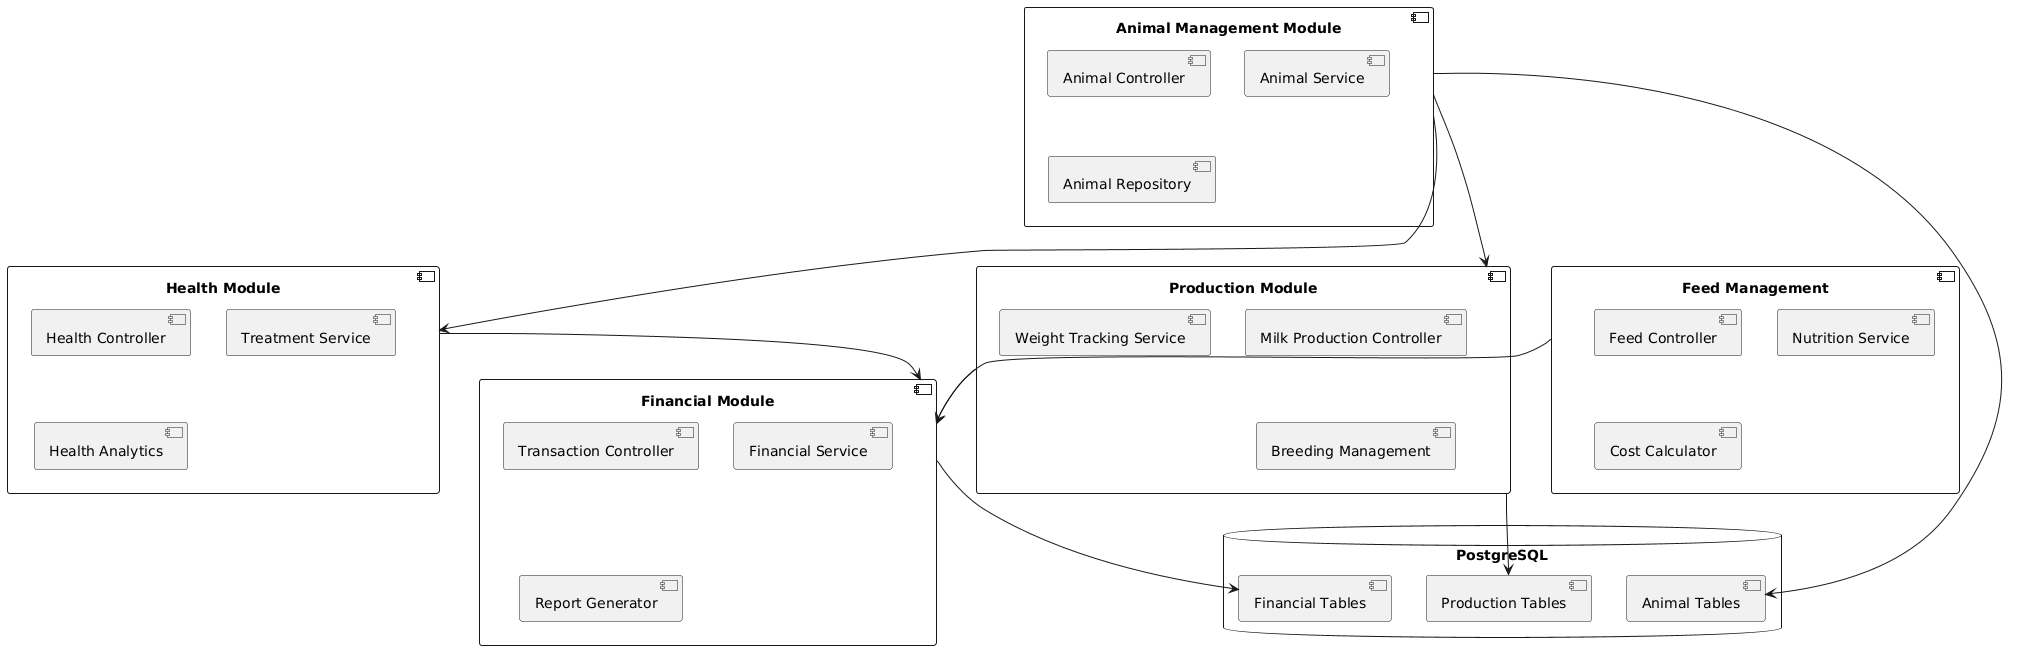 Animal Management Module
Animal Controller
Animal Service
Animal Repository
Health Module
Health Controller
Treatment Service
Health Analytics
Production Module
Weight Tracking Service
Milk Production Controller
Breeding Management
Feed Management
Feed Controller
Nutrition Service
Cost Calculator
Financial Module
Transaction Controller
Financial Service
Report Generator
PostgreSQL
Financial Tables
Production Tables
Animal Tables